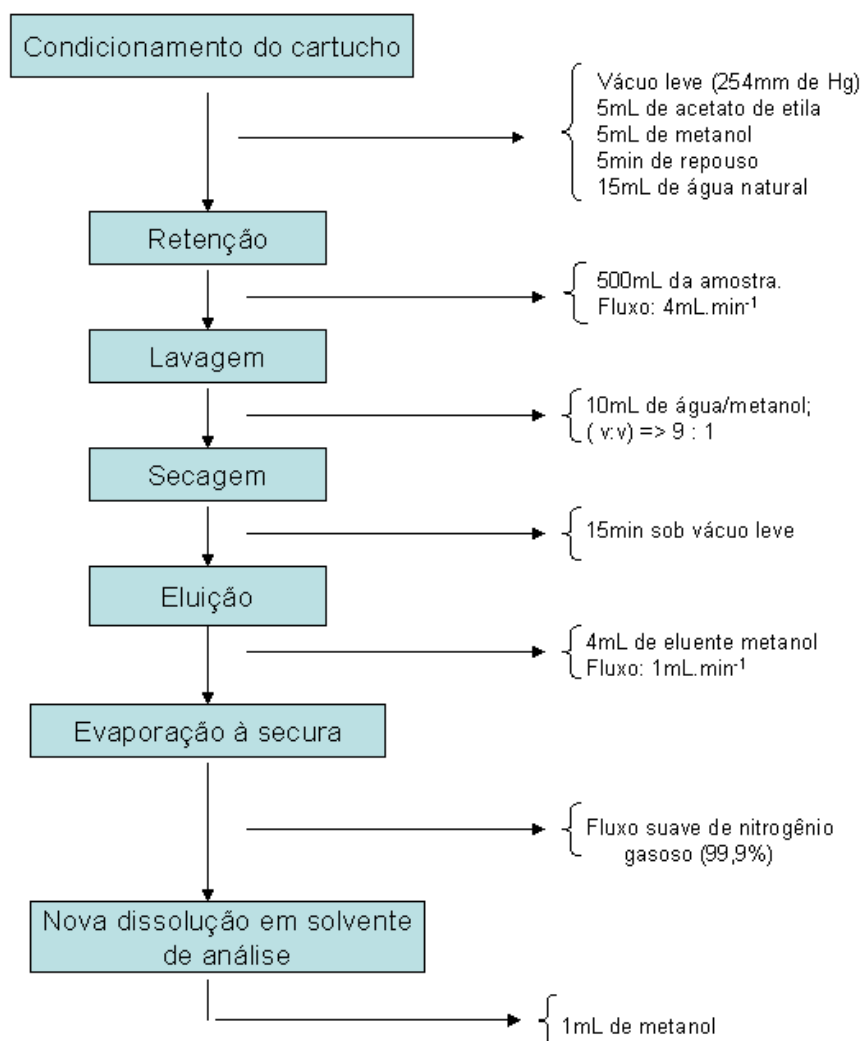 Condicionamento do cartucho
Vácuo leve (254mm de Hg)
5mL de acetato de etila
5mL de metanol
5min de repouso
15mL de água natural
Retenção
500mL da amostra.
Fluxo: 4mL.min⁻¹
Lavagem
10mL de água/metanol;
( v:v) => 9 : 1
Secagem
15min sob vácuo leve
Eluição
4mL de eluente metanol
Fluxo: 1mL.min⁻¹
Evaporação à secura
Fluxo suave de nitrogênio
gasoso (99,9%)
Nova dissolução em solvente
de análise
1mL de metanol